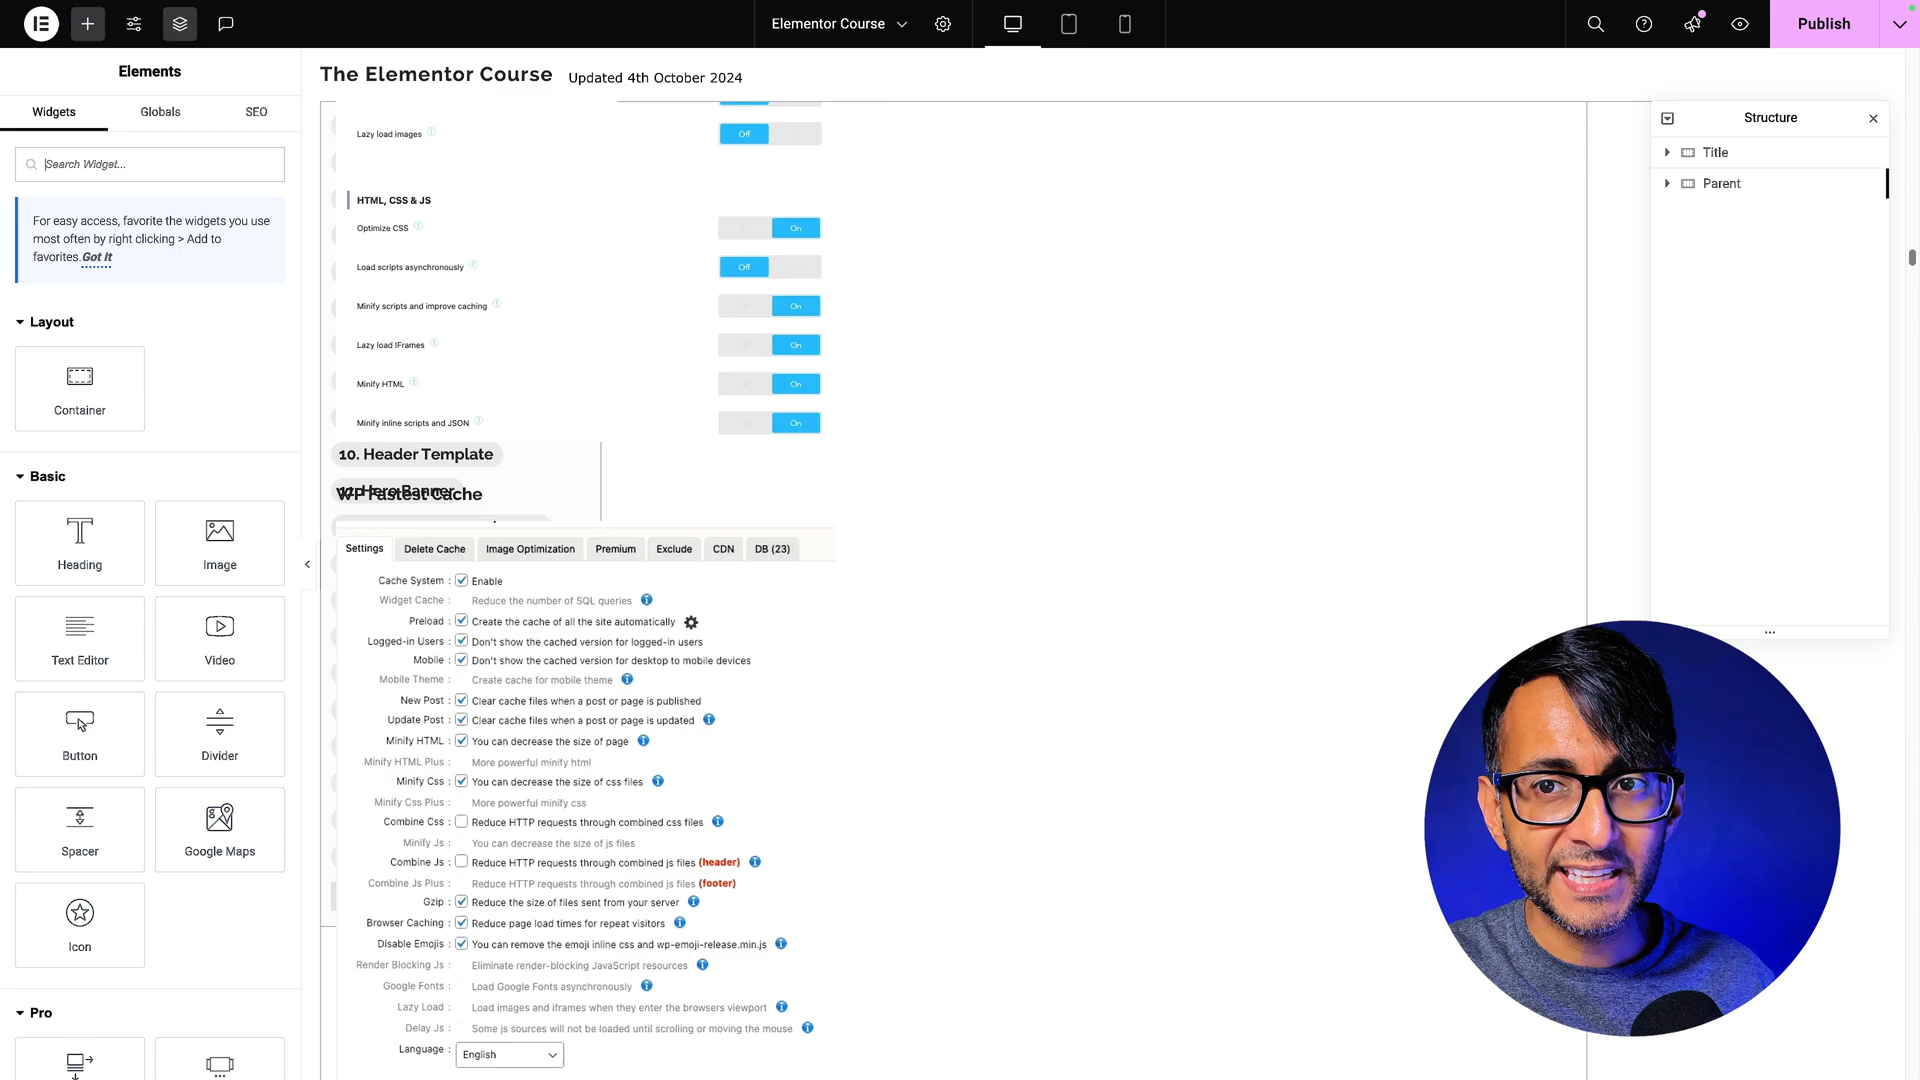 Elementor Course
Publish
Elements
Widgets
Globals
SEO
Search Widget...
For easy access, favorite the widgets you use
most often by right clicking > Add to
favorites. Got It
Layout
Container
Basic
Heading
Image
Text Editor
Video
Button
Divider
Spacer
Google Maps
Icon
Pro
The Elementor Course
Updated 4th October 2024
Lazy load images
Off
HTML, CSS & JS
Optimize CSS
On
Load scripts asynchronously
Off
Minify scripts and improve caching
On
Lazy load IFrames
On
Minify HTML
On
Minify inline scripts and JSON
On
10. Header Template
Hero Banner
WP Fastest Cache
Settings
Delete Cache
Image Optimization
Premium
Exclude
CDN
DB (23)
Cache System : Enable
Widget Cache : Reduce the number of SQL queries
Preload : Create the cache of all the site automatically
Logged-in Users : Don't show the cached version for logged-in users
Mobile : Don't show the cached version for desktop to mobile devices
Mobile Theme : Create cache for mobile theme
New Post : Clear cache files when a post or page is published
Update Post : Clear cache files when a post or page is updated
Minify HTML : You can decrease the size of page
Minify HTML Plus : More powerful minify html
Minify Css : You can decrease the size of css files
Minify Css Plus : More powerful minify css
Combine Css : Reduce HTTP requests through combined css files
Minify Js : You can decrease the size of js files
Combine Js : Reduce HTTP requests through combined js files (header)
Combine Js Plus : Reduce HTTP requests through combined js files (footer)
Gzip : Reduce the size of files sent from your server
Browser Caching : Reduce page load times for repeat visitors
Disable Emojis : You can remove the emoji inline css and wp-emoji-release.min.js
Render Blocking Js : Eliminate render-blocking JavaScript resources
Google Fonts : Load Google Fonts asynchronously
Lazy Load : Load images and iframes when they enter the browsers viewport
Delay Js : Some js sources will not be loaded until scrolling or moving the mouse
Language : English
Structure
Title
Parent